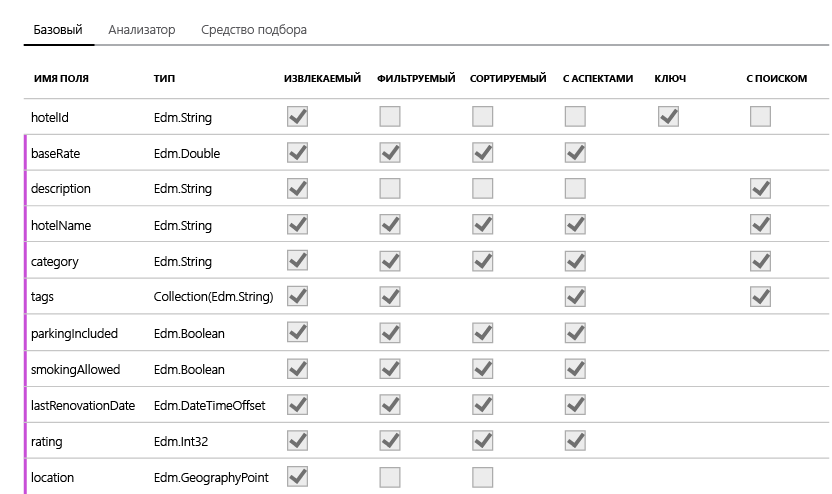 Базовый Анализатор Средство подбора
ИМЯ ПОЛЯ ТИП ИЗВЛЕКАЕМЫЙ ФИЛЬТРУЕМЫЙ СОРТИРУЕМЫЙ С АСПЕКТАМИ КЛЮЧ С ПОИСКОМ
hotelId Edm.String
baseRate Edm.Double
description Edm.String
hotelName Edm.String
category Edm.String
tags Collection(Edm.String)
parkingIncluded Edm.Boolean
smokingAllowed Edm.Boolean
lastRenovationDate Edm.DateTimeOffset
rating Edm.Int32
location Edm.GeographyPoint